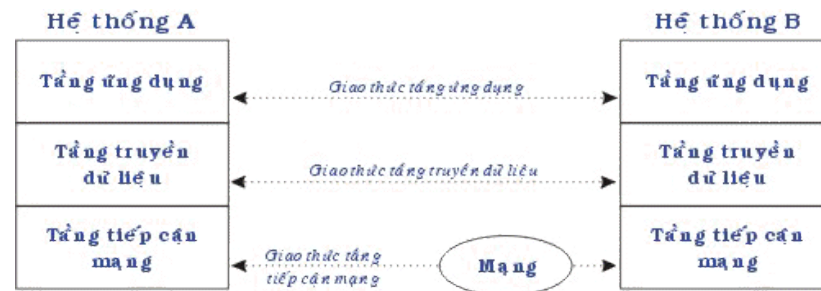 Hệ thống A
Hệ thống B
Tầng ứng dụng
Giao thức tầng ứng dụng
Tầng ứng dụng
Tầng truyền
dữ liệu
Giao thức tầng truyền dữ liệu
Tầng truyền
dữ liệu
Tầng tiếp cận
mạng
Giao thức tầng
tiếp cận mạng
Mạng
Tầng tiếp cận
mạng